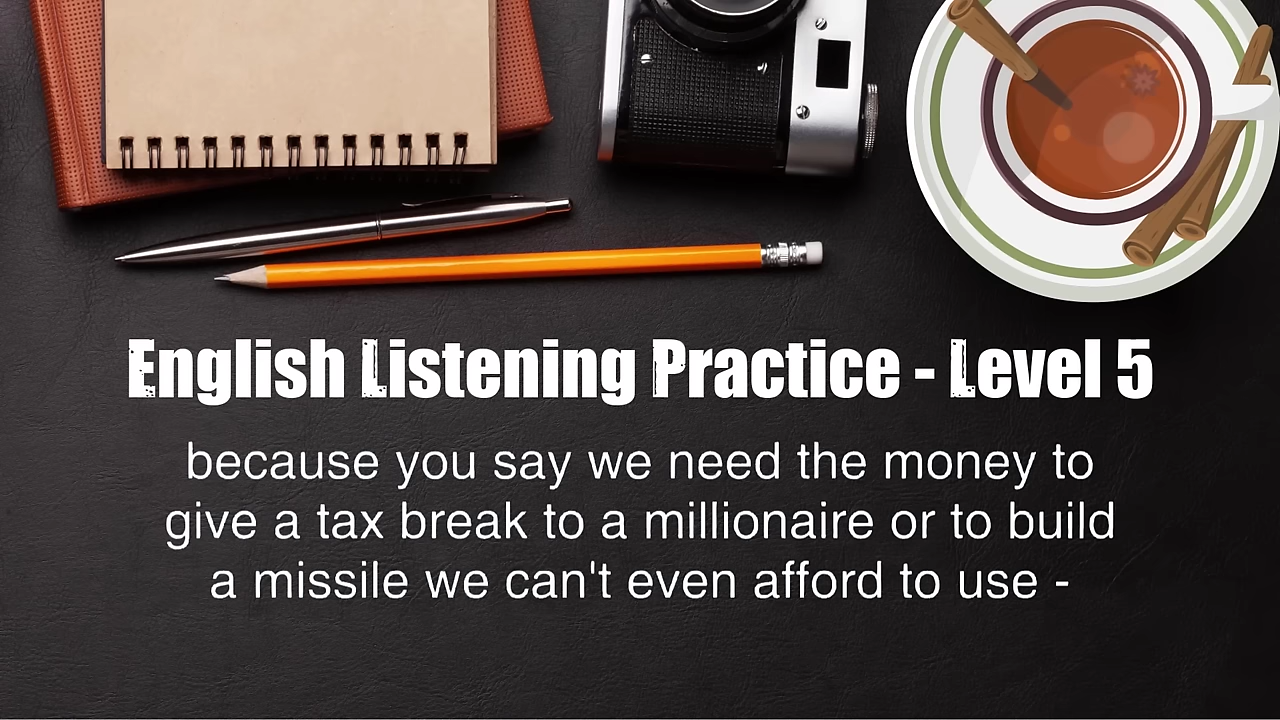 English Listening Practice - Level 5
because you say we need the money to
give a tax break to a millionaire or to build
a missile we can't even afford to use -